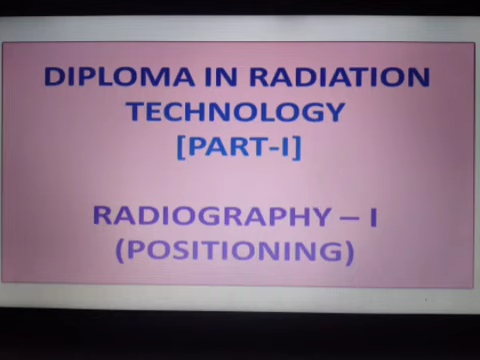 DIPLOMA IN RADIATION
TECHNOLOGY
[PART-I]
RADIOGRAPHY – I
(POSITIONING)